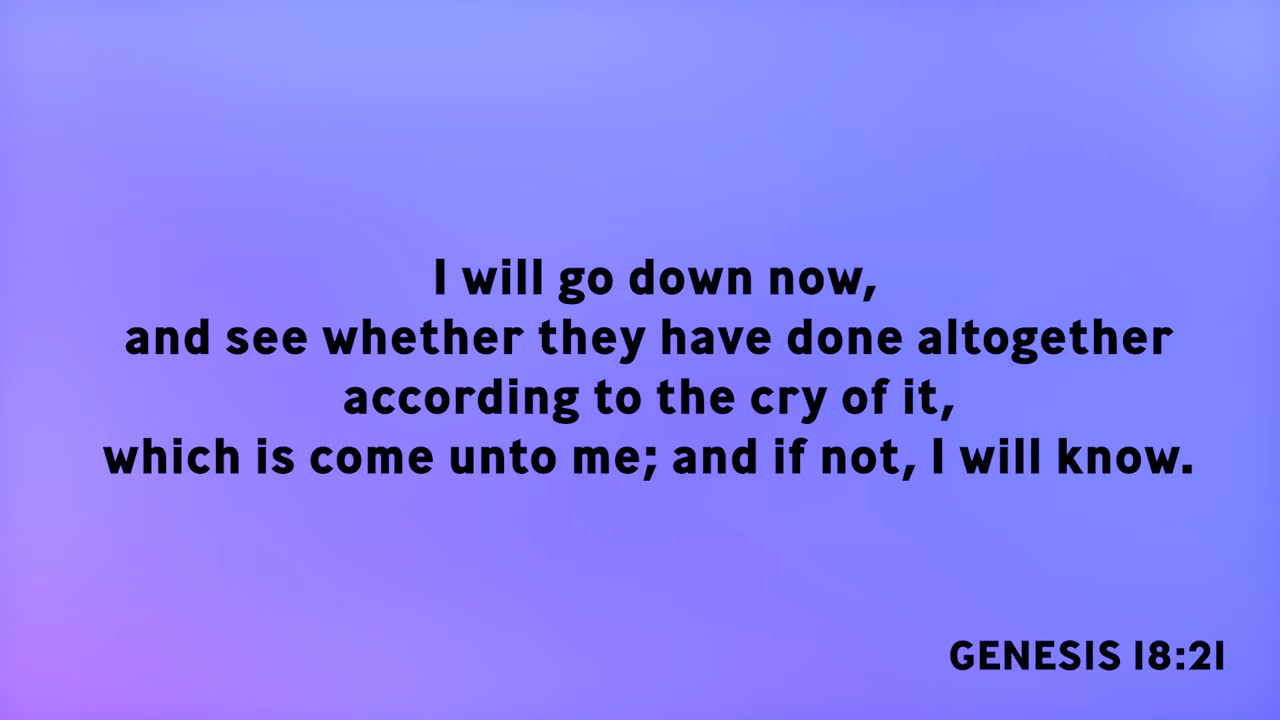 I will go down now,
and see whether they have done altogether
according to the cry of it,
which is come unto me; and if not, I will know.
GENESIS 18:21